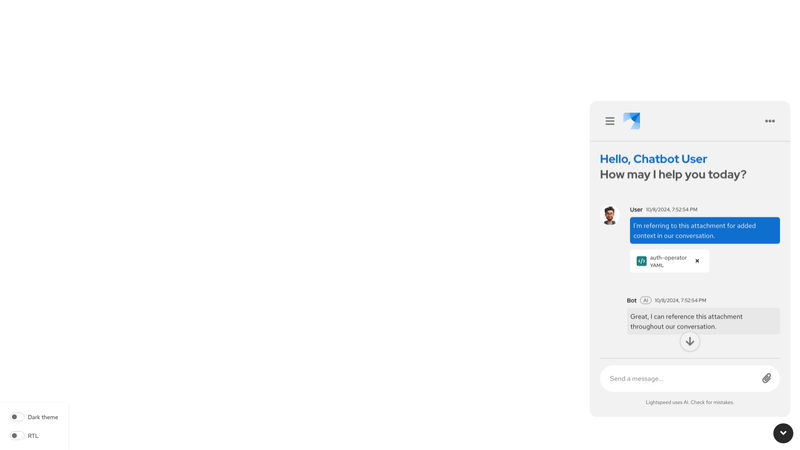 Hello, Chatbot User
How may I help you today?
User 10/8/2024, 7:52:54 PM
I'm referring to this attachment for added
context in our conversation.
auth-operator
YAML
Bot AI 10/8/2024, 7:52:54 PM
Great, I can reference this attachment
throughout our conversation.
Send a message...
Lightspeed uses AI. Check for mistakes.
Dark theme
RTL